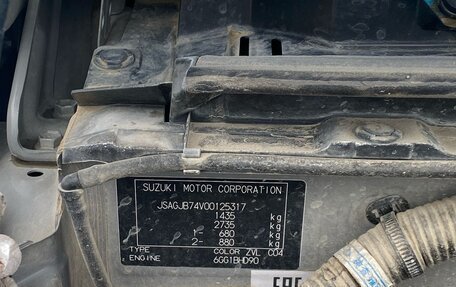 SUZUKI MOTOR CORPORATION
JSAGJB74V00125317
1435 kg
2735 kg
1- 680 kg
2- 880 kg
TYPE COLOR ZVL C04
ENGINE 6GG1BHD90
EAC